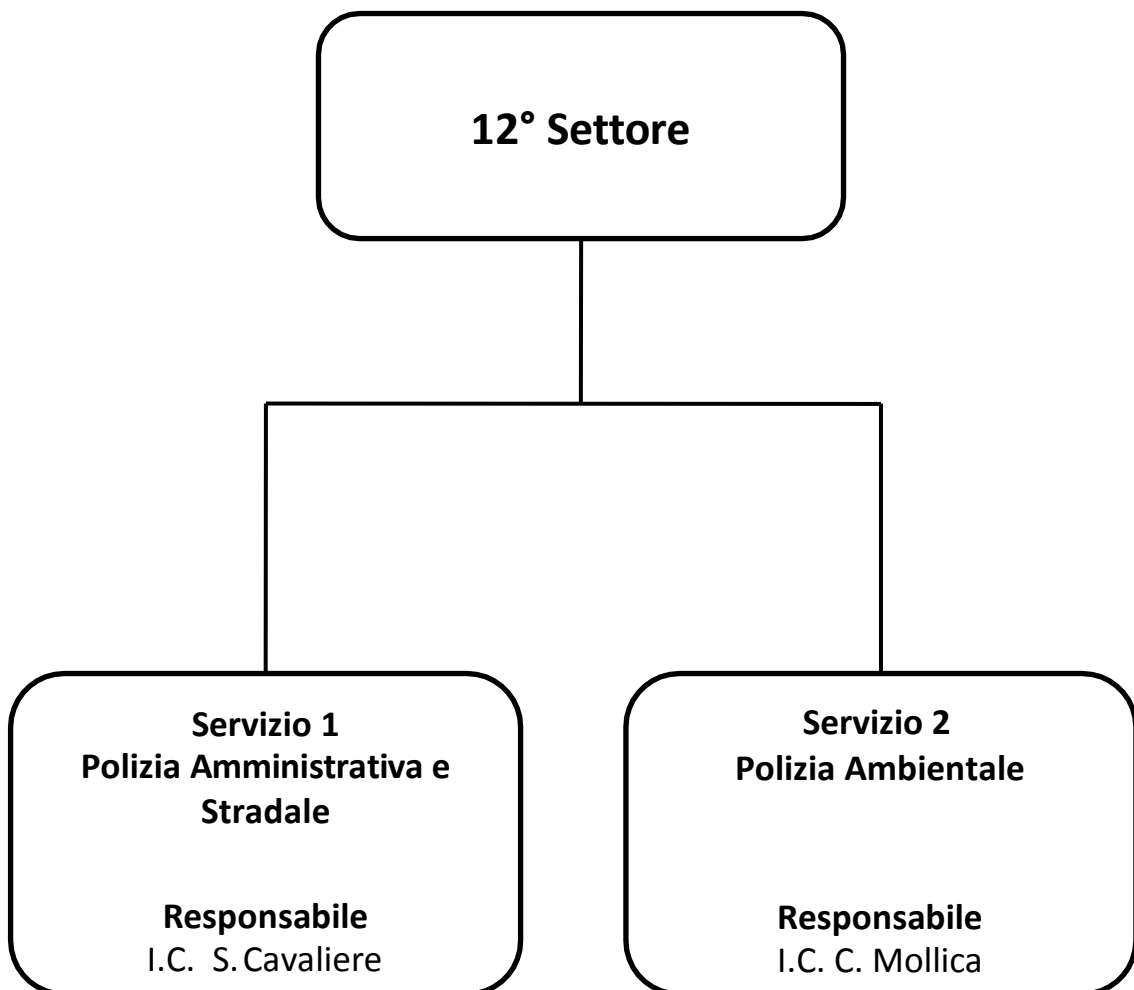 12° Settore
Servizio 1
Polizia Amministrativa e
Stradale
Responsabile
I.C. S. Cavaliere
Servizio 2
Polizia Ambientale
Responsabile
I.C. C. Mollica